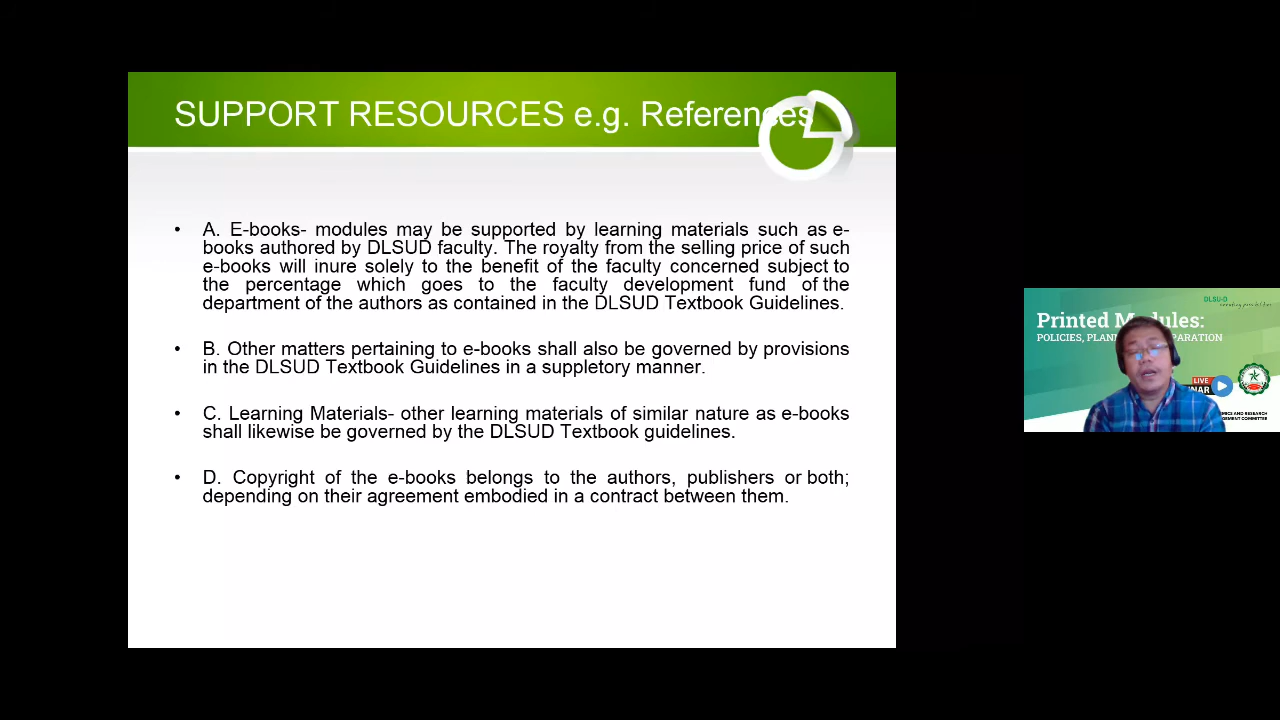 SUPPORT RESOURCES e.g. References
• A. E-books- modules may be supported by learning materials such as e-
books authored by DLSUD faculty. The royalty from the selling price of such
e-books will inure solely to the benefit of the faculty concerned subject to
the percentage which goes to the faculty development fund of the
department of the authors as contained in the DLSUD Textbook Guidelines.
• B. Other matters pertaining to e-books shall also be governed by provisions
in the DLSUD Textbook Guidelines in a suppletory manner.
• C. Learning Materials- other learning materials of similar nature as e-books
shall likewise be governed by the DLSUD Textbook guidelines.
• D. Copyright of the e-books belongs to the authors, publishers or both;
depending on their agreement embodied in a contract between them.
DLSU-D
Printed
POLICIES,
LIVE